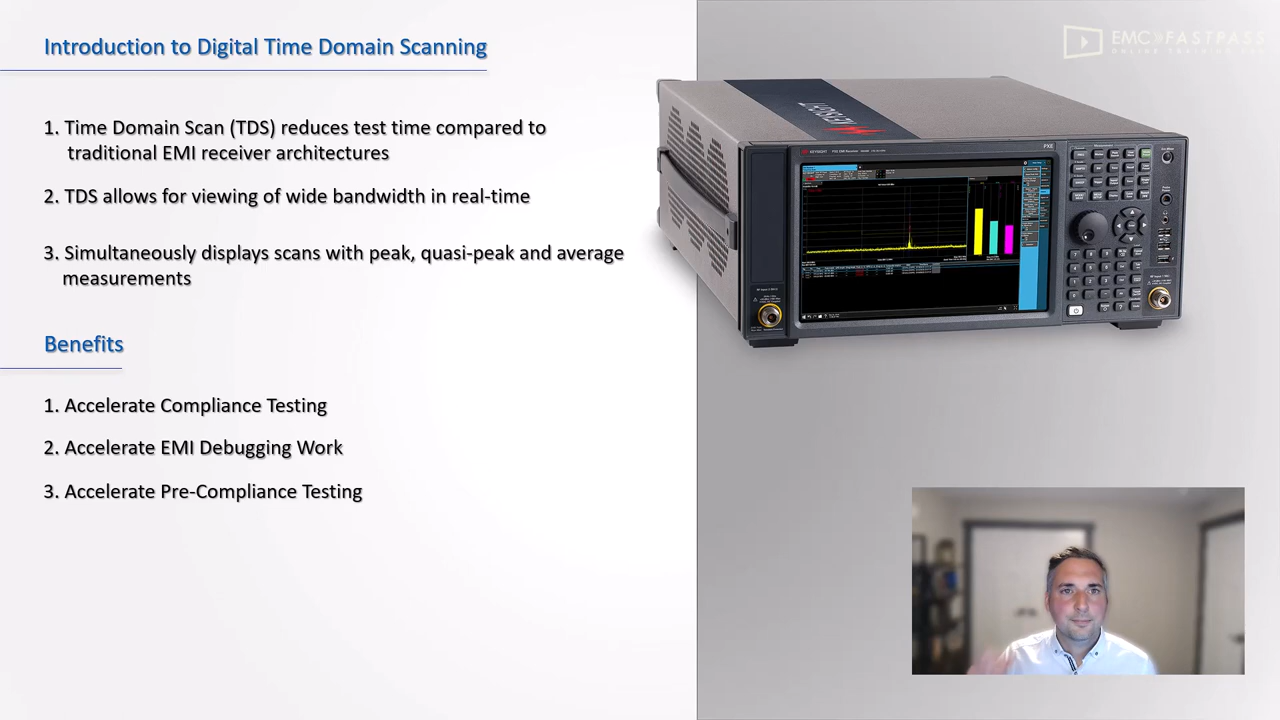 Introduction to Digital Time Domain Scanning
1. Time Domain Scan (TDS) reduces test time compared to
traditional EMI receiver architectures
2. TDS allows for viewing of wide bandwidth in real-time
3. Simultaneously displays scans with peak, quasi-peak and average
measurements
Benefits
1. Accelerate Compliance Testing
2. Accelerate EMI Debugging Work
3. Accelerate Pre-Compliance Testing
EMC FASTPASS
KEYSIGHT
KEYSIGHT
PXE